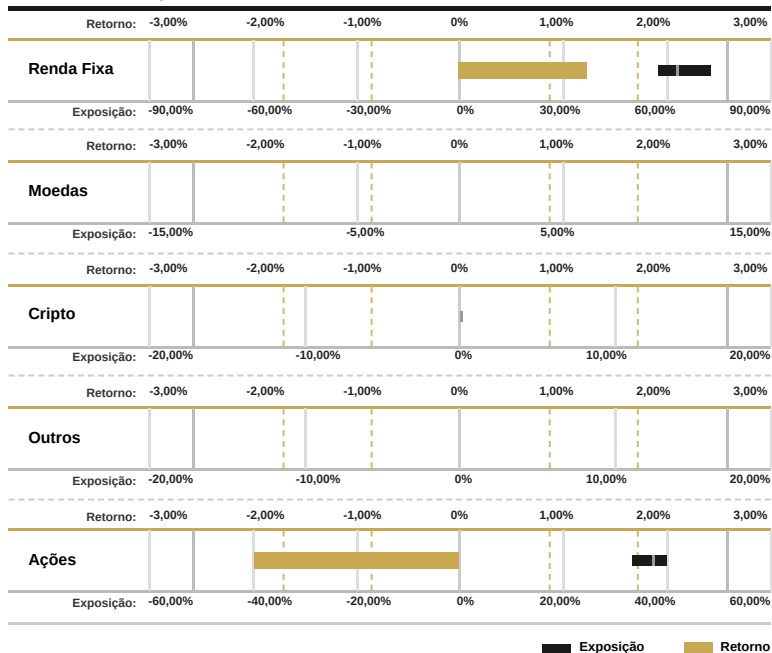 Retorno: -3,00% -2,00% -1,00% 0% 1,00% 2,00% 3,00%
Renda Fixa
Exposição: -90,00% -60,00% -30,00% 0% 30,00% 60,00% 90,00%
Retorno: -3,00% -2,00% -1,00% 0% 1,00% 2,00% 3,00%
Moedas
Exposição: -15,00% -5,00% 5,00% 15,00%
Retorno: -3,00% -2,00% -1,00% 0% 1,00% 2,00% 3,00%
Cripto
Exposição: -20,00% -10,00% 0% 10,00% 20,00%
Retorno: -3,00% -2,00% -1,00% 0% 1,00% 2,00% 3,00%
Outros
Exposição: -20,00% -10,00% 0% 10,00% 20,00%
Retorno: -3,00% -2,00% -1,00% 0% 1,00% 2,00% 3,00%
Ações
Exposição: -60,00% -40,00% -20,00% 0% 20,00% 40,00% 60,00%
Exposição Retorno